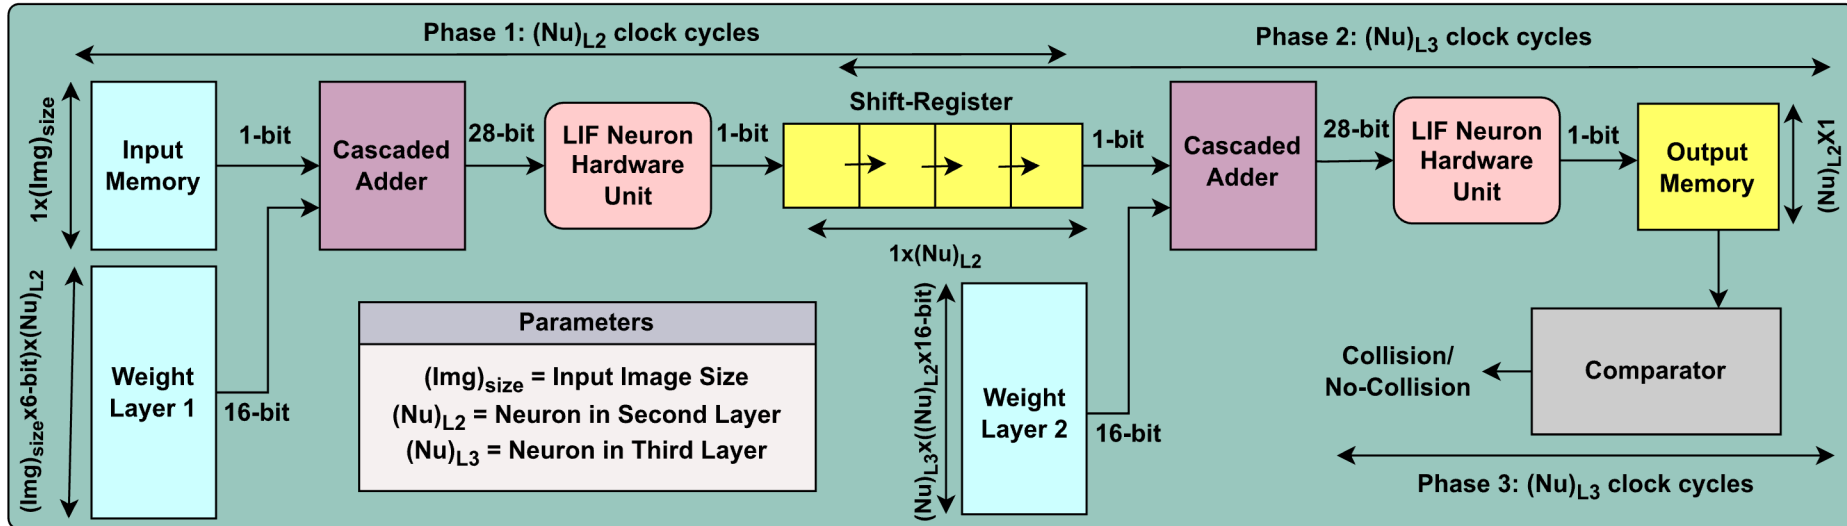 Phase 1: (Nu)L2 clock cycles
Phase 2: (Nu)L3 clock cycles
1x(Img)size
Input
Memory
1-bit
Cascaded
Adder
28-bit
LIF Neuron
Hardware
Unit
1-bit
Shift-Register
1x(Nu)L2
1-bit
Cascaded
Adder
28-bit
LIF Neuron
Hardware
Unit
1-bit
Output
Memory
(Nu)L2X1
(Img)sizex6-bit)x(Nu)L2
Weight
Layer 1
16-bit
Parameters
(Img)size = Input Image Size
(Nu)L2 = Neuron in Second Layer
(Nu)L3 = Neuron in Third Layer
(Nu)L3x((Nu)L2x16-bit)
Weight
Layer 2
16-bit
Collision/
No-Collision
Comparator
Phase 3: (Nu)L3 clock cycles